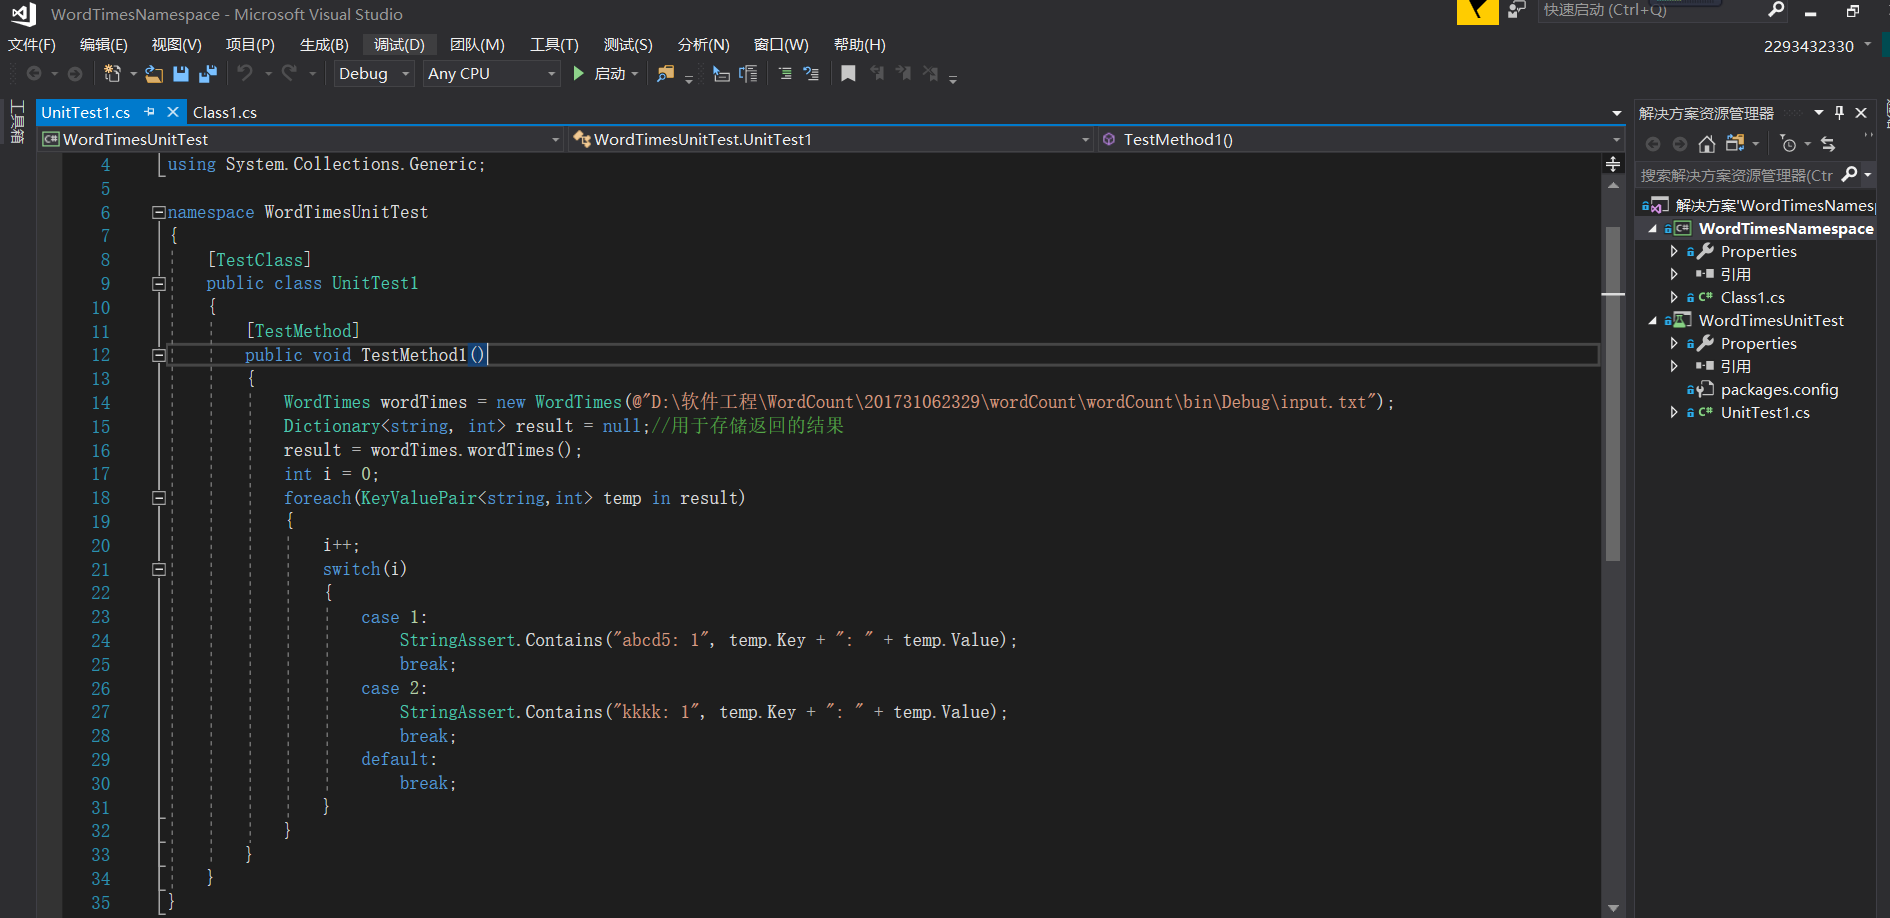 WordTimesNamespace - Microsoft Visual Studio
快速启动 (Ctrl+Q)
文件(F) 编辑(E) 视图(V) 项目(P) 生成(B) 调试(D) 团队(M) 工具(T) 测试(S) 分析(N) 窗口(W) 帮助(H)
2293432330
Debug Any CPU 启动
工具箱
UnitTest1.cs Class1.cs
WordTimesUnitTest WordTimesUnitTest.UnitTest1 TestMethod1()
4 using System.Collections.Generic;
5
6 namespace WordTimesUnitTest
7 {
8 [TestClass]
9 public class UnitTest1
10 {
11 [TestMethod]
12 public void TestMethod1()
13 {
14 WordTimes wordTimes = new WordTimes(@"D:\软件工程\WordCount\201731062329\wordCount\wordCount\bin\Debug\input.txt");
15 Dictionary<string, int> result = null;//用于存储返回的结果
16 result = wordTimes.wordTimes();
17 int i = 0;
18 foreach(KeyValuePair<string,int> temp in result)
19 {
20 i++;
21 switch(i)
22 {
23 case 1:
24 StringAssert.Contains("abcd5: 1", temp.Key + ": " + temp.Value);
25 break;
26 case 2:
27 StringAssert.Contains("kkkk: 1", temp.Key + ": " + temp.Value);
28 break;
29 default:
30 break;
31 }
32 }
33 }
34 }
35 }
解决方案资源管理器
搜索解决方案资源管理器(Ctr
解决方案'WordTimesNamesp
WordTimesNamespace
Properties
引用
C# Class1.cs
WordTimesUnitTest
Properties
引用
packages.config
C# UnitTest1.cs